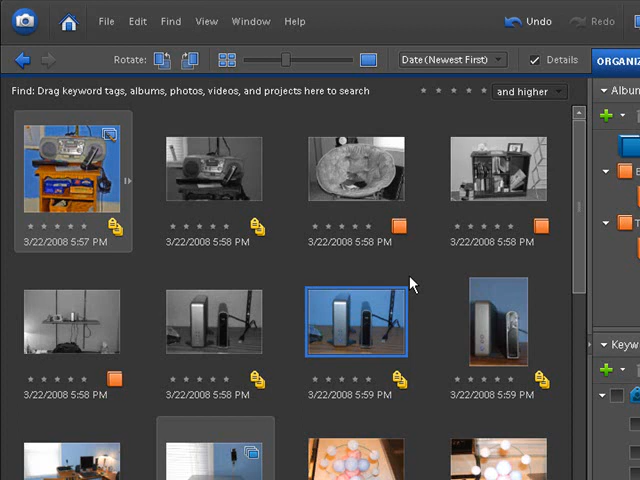 File Edit Find View Window Help Undo Redo
Rotate: Date (Newest First) Details ORGANIZ
Find: Drag keyword tags, albums, photos, videos, and projects here to search and higher
Album
3/22/2008 5:57 PM 3/22/2008 5:58 PM 3/22/2008 5:58 PM 3/22/2008 5:58 PM
Keyw
3/22/2008 5:58 PM 3/22/2008 5:58 PM 3/22/2008 5:59 PM 3/22/2008 5:59 PM